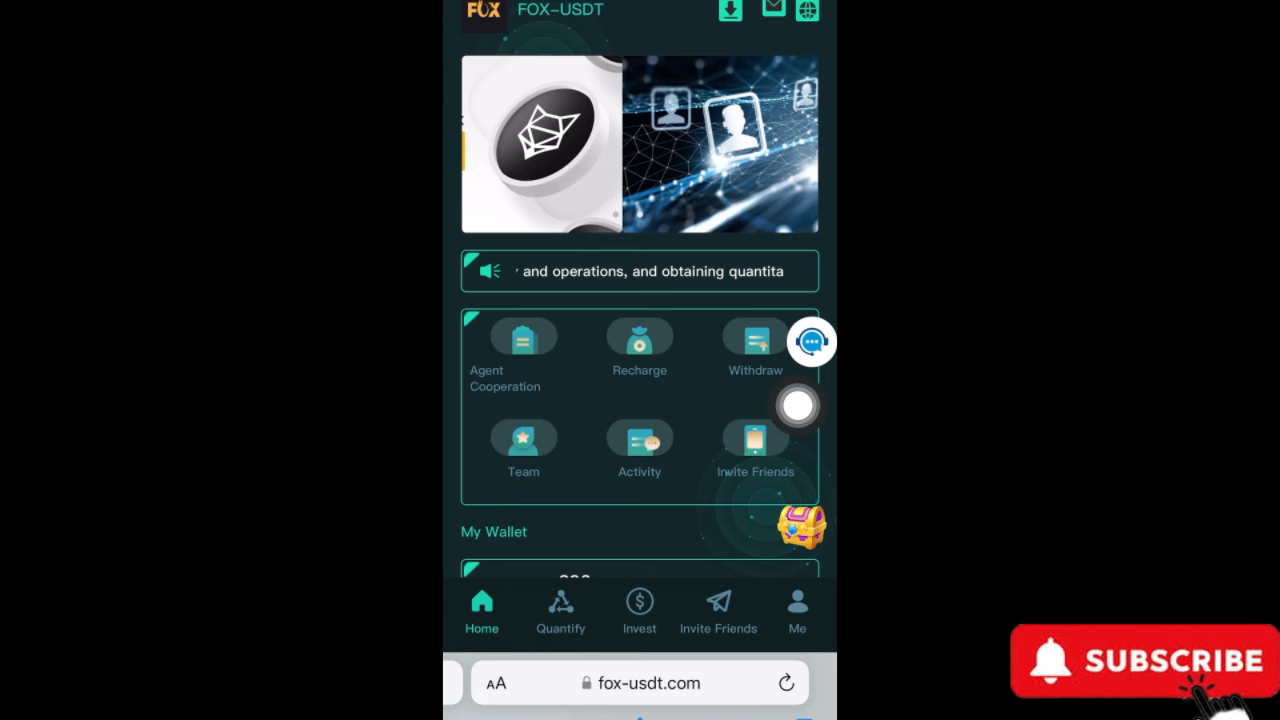 FOX
FOX-USDT
and operations, and obtaining quantita
Agent
Cooperation
Recharge
Withdraw
Team
Activity
Invite Friends
My Wallet
Home
Quantify
Invest
Invite Friends
Me
AA
fox-usdt.com
SUBSCRIBE